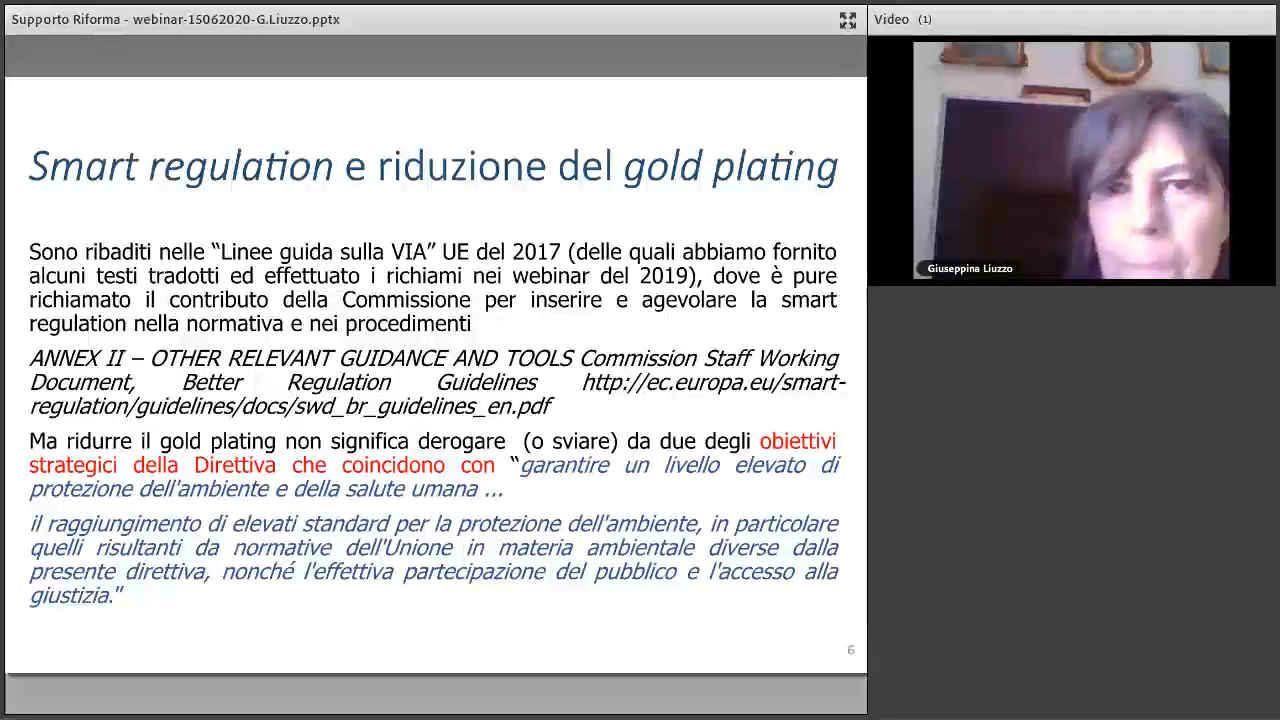 Supporto Riforma - webinar-15062020-G.Liuzzo.pptx
Video (1)
Giuseppina Liuzzo
Smart regulation e riduzione del gold plating
Sono ribaditi nelle “Linee guida sulla VIA” UE del 2017 (delle quali abbiamo fornito
alcuni testi tradotti ed effettuato i richiami nei webinar del 2019), dove è pure
richiamato il contributo della Commissione per inserire e agevolare la smart
regulation nella normativa e nei procedimenti
ANNEX II – OTHER RELEVANT GUIDANCE AND TOOLS Commission Staff Working
Document, Better Regulation Guidelines http://ec.europa.eu/smart-
regulation/guidelines/docs/swd_br_guidelines_en.pdf
Ma ridurre il gold plating non significa derogare (o sviare) da due degli obiettivi
strategici della Direttiva che coincidono con “garantire un livello elevato di
protezione dell'ambiente e della salute umana ...
il raggiungimento di elevati standard per la protezione dell'ambiente, in particolare
quelli risultanti da normative dell'Unione in materia ambientale diverse dalla
presente direttiva, nonché l'effettiva partecipazione del pubblico e l'accesso alla
giustizia."
6